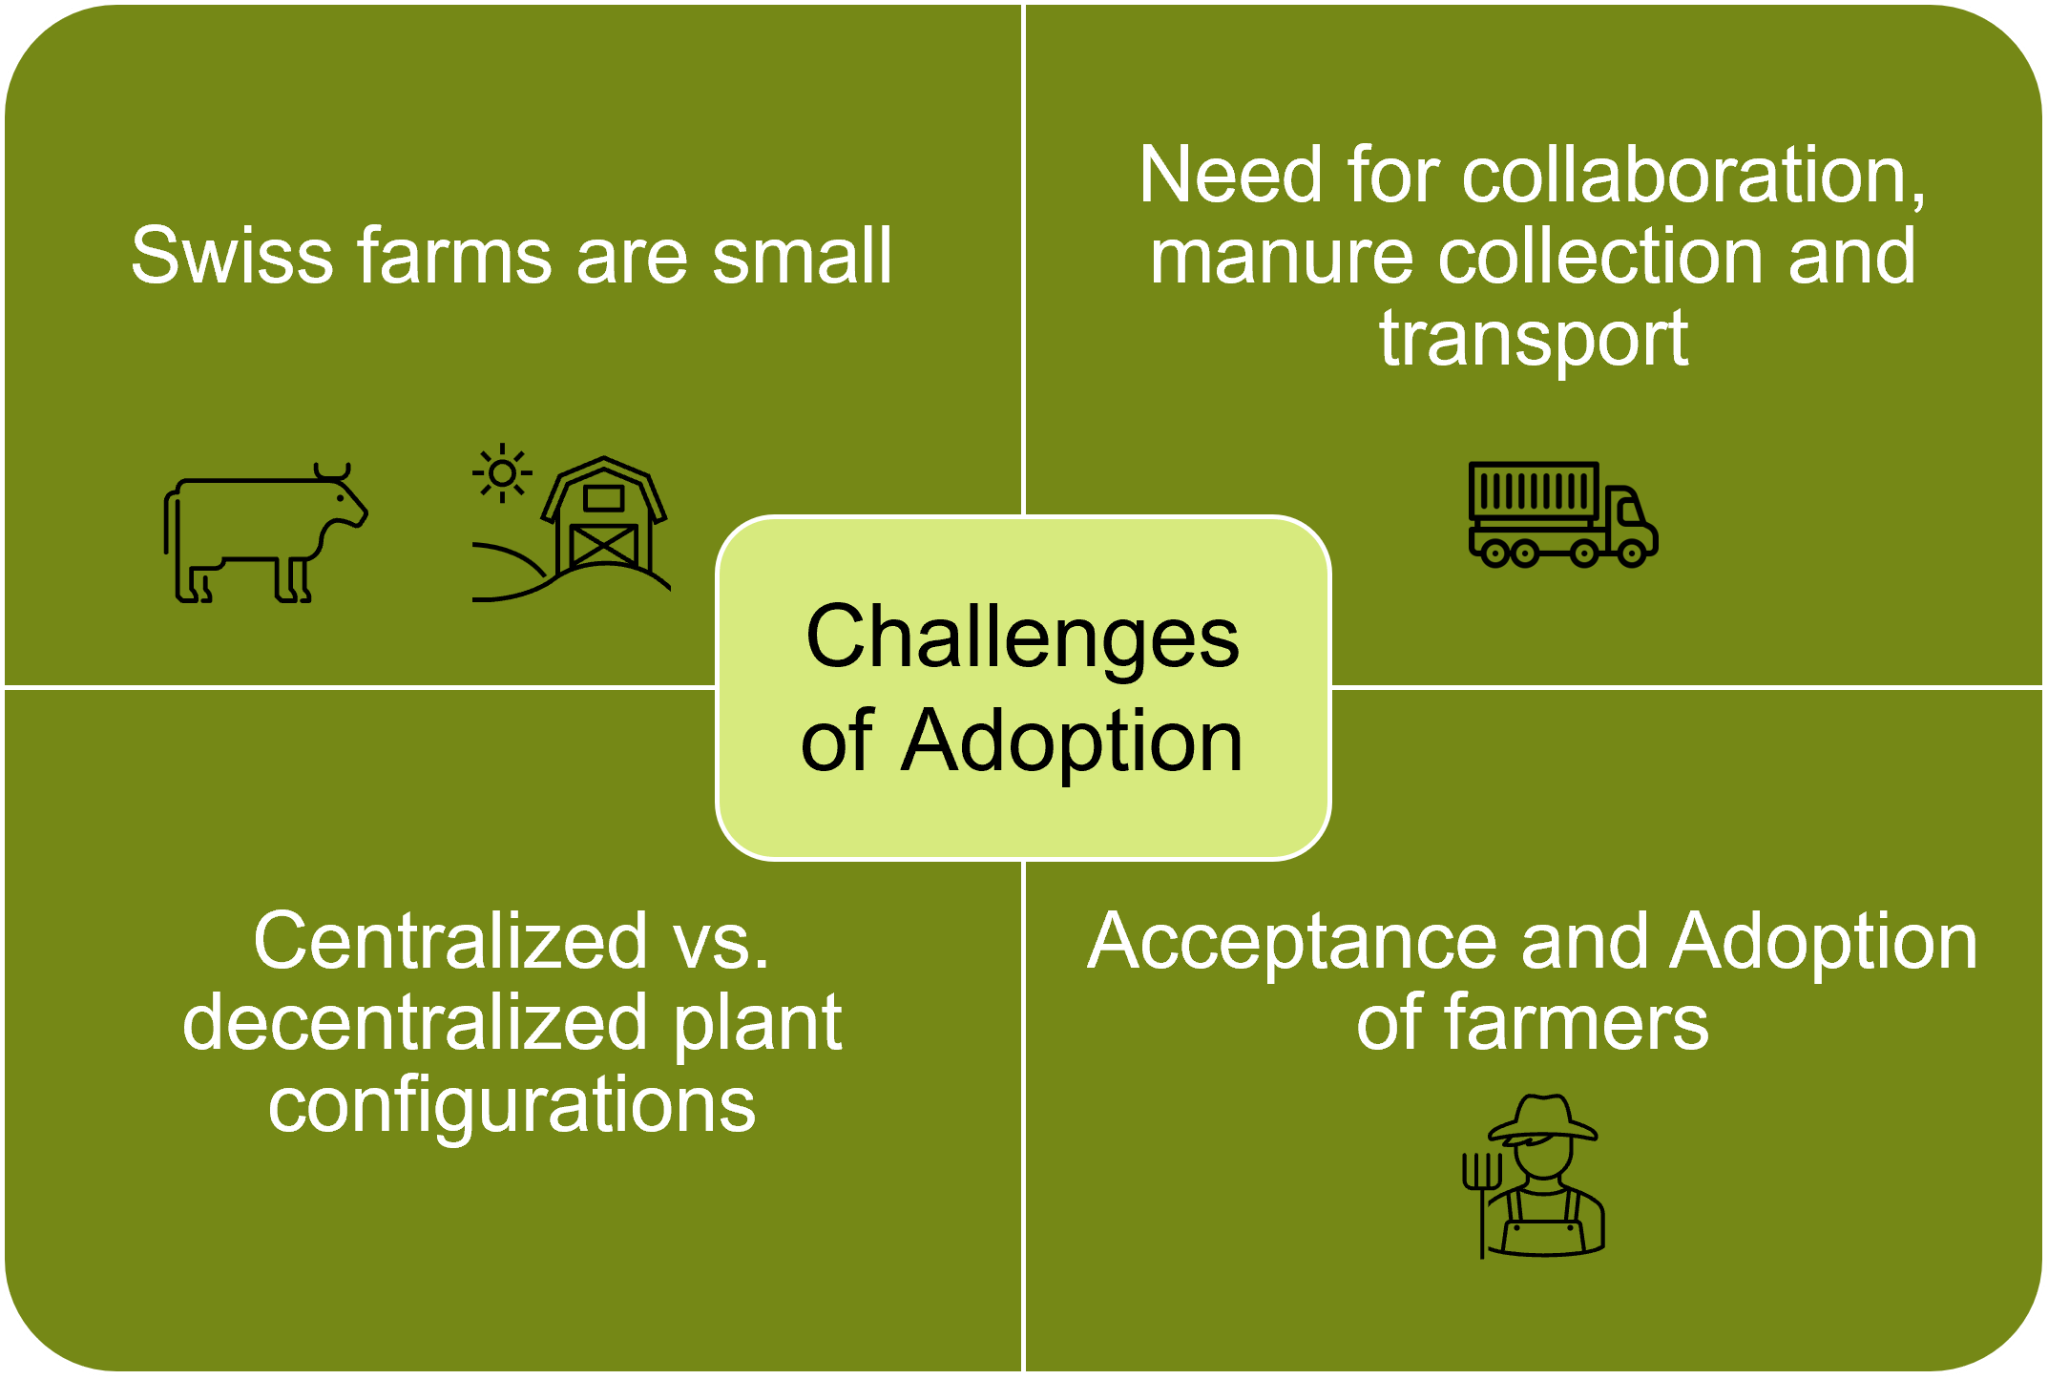 Swiss farms are small
Need for collaboration,
manure collection and
transport
Challenges
of Adoption
Centralized vs.
decentralized plant
configurations
Acceptance and Adoption
of farmers